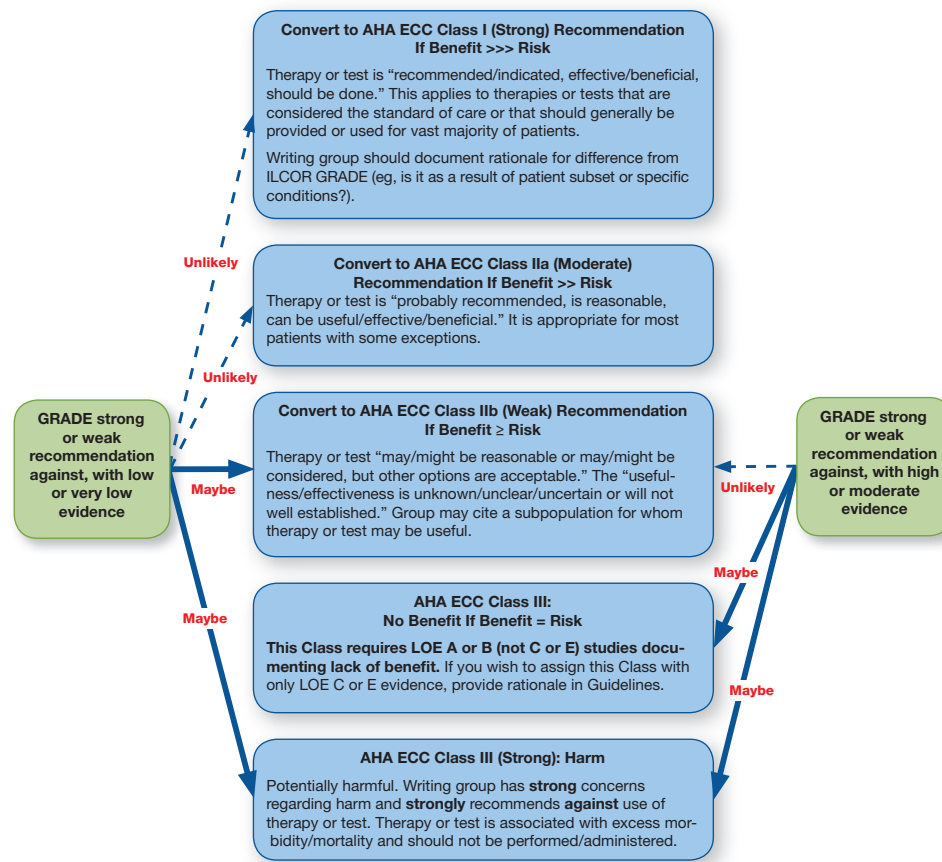 Convert to AHA ECC Class I (Strong) Recommendation
If Benefit >>> Risk
Therapy or test is “recommended/indicated, effective/beneficial,
should be done.” This applies to therapies or tests that are
considered the standard of care or that should generally be
provided or used for vast majority of patients.
Writing group should document rationale for difference from
ILCOR GRADE (eg, is it as a result of patient subset or specific
conditions?).
Unlikely
Convert to AHA ECC Class IIa (Moderate)
Recommendation If Benefit >> Risk
Therapy or test is “probably recommended, is reasonable,
can be useful/effective/beneficial.” It is appropriate for most
patients with some exceptions.
Unlikely
GRADE strong
or weak
recommendation
against, with low
or very low
evidence
Maybe
Convert to AHA ECC Class IIb (Weak) Recommendation
If Benefit ≥ Risk
Therapy or test “may/might be reasonable or may/might be
considered, but other options are acceptable.” The “useful-
ness/effectiveness is unknown/unclear/uncertain or will not
well established.” Group may cite a subpopulation for whom
therapy or test may be useful.
Unlikely
GRADE strong
or weak
recommendation
against, with high
or moderate
evidence
Maybe
AHA ECC Class III:
No Benefit If Benefit = Risk
This Class requires LOE A or B (not C or E) studies docu-
menting lack of benefit. If you wish to assign this Class with
only LOE C or E evidence, provide rationale in Guidelines.
Maybe
Maybe
AHA ECC Class III (Strong): Harm
Potentially harmful. Writing group has strong concerns
regarding harm and strongly recommends against use of
therapy or test. Therapy or test is associated with excess mor-
bidity/mortality and should not be performed/administered.